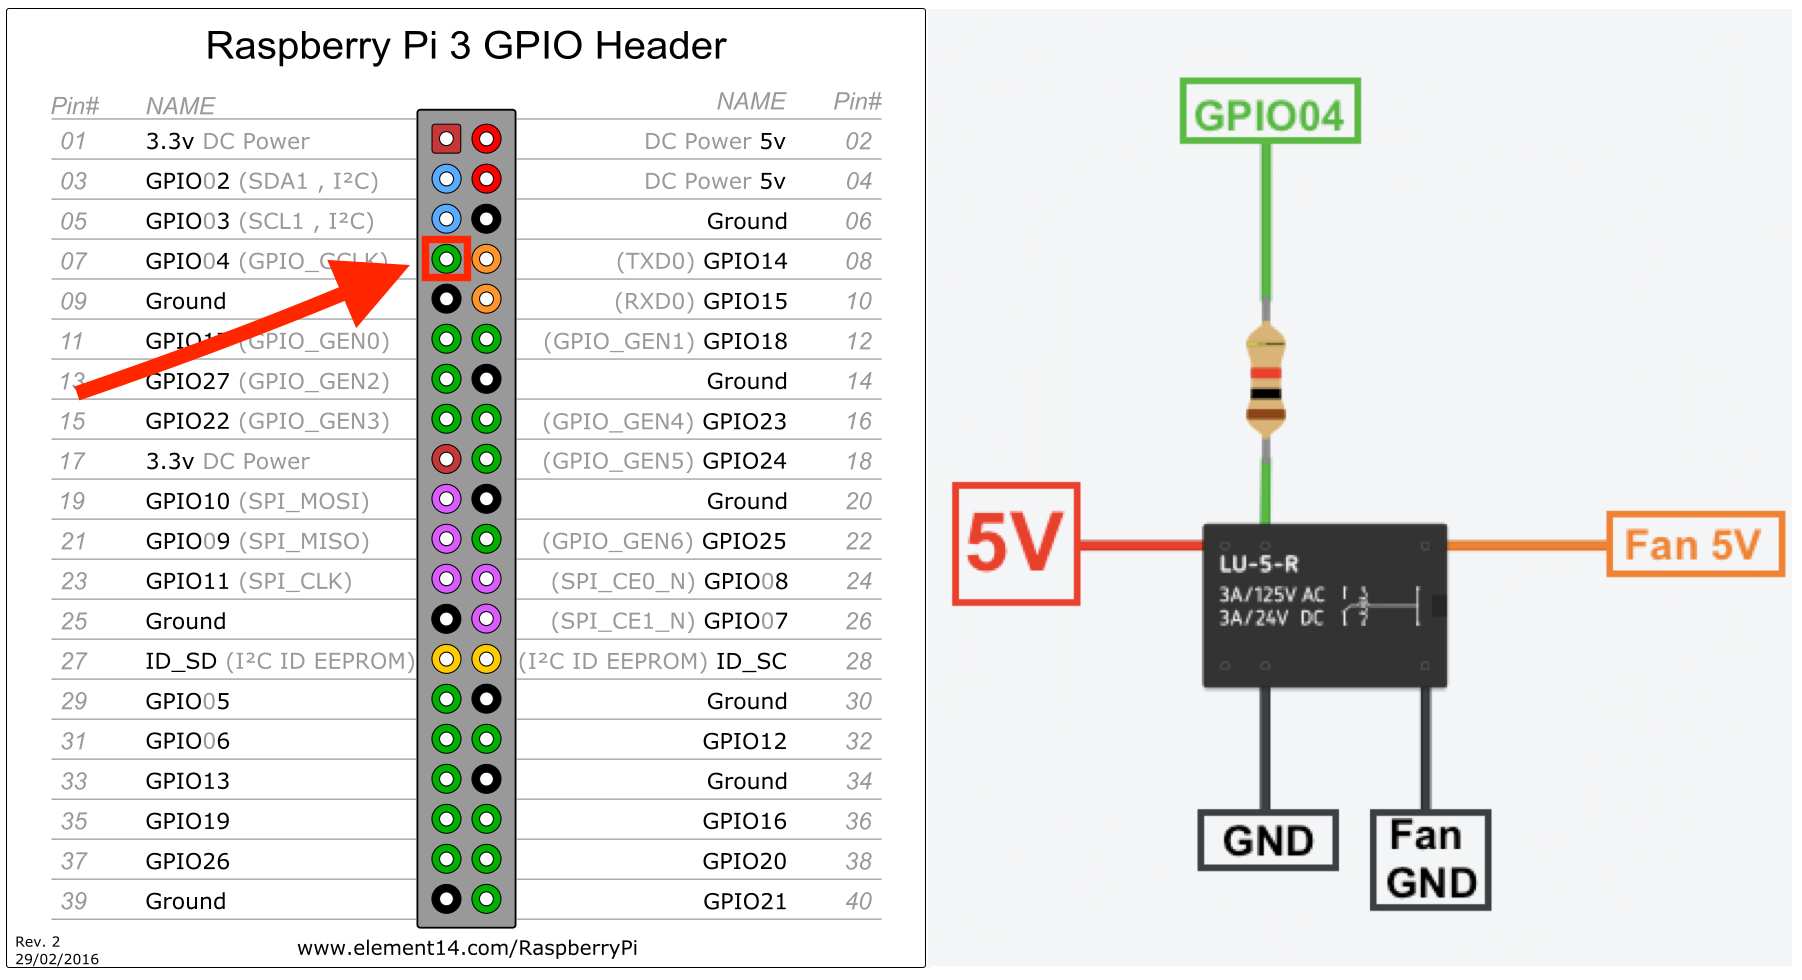 Raspberry Pi 3 GPIO Header
Pin# NAME NAME Pin#
01 3.3v DC Power DC Power 5v 02
03 GPIO02 (SDA1 , I²C) DC Power 5v 04
05 GPIO03 (SCL1 , I²C) Ground 06
07 GPIO04 (GPIO_GCLK) (TXD0) GPIO14 08
09 Ground (RXD0) GPIO15 10
11 GPIO17 (GPIO_GEN0) (GPIO_GEN1) GPIO18 12
13 GPIO27 (GPIO_GEN2) Ground 14
15 GPIO22 (GPIO_GEN3) (GPIO_GEN4) GPIO23 16
17 3.3v DC Power (GPIO_GEN5) GPIO24 18
19 GPIO10 (SPI_MOSI) Ground 20
21 GPIO09 (SPI_MISO) (GPIO_GEN6) GPIO25 22
23 GPIO11 (SPI_CLK) (SPI_CE0_N) GPIO08 24
25 Ground (SPI_CE1_N) GPIO07 26
27 ID_SD (I²C ID EEPROM) (I²C ID EEPROM) ID_SC 28
29 GPIO05 Ground 30
31 GPIO06 GPIO12 32
33 GPIO13 Ground 34
35 GPIO19 GPIO16 36
37 GPIO26 GPIO20 38
39 Ground GPIO21 40
Rev. 2
29/02/2016
www.element14.com/RaspberryPi
GPIO04
5V
LU-5-R
3A/125V AC
3A/24V DC
Fan 5V
GND
Fan
GND